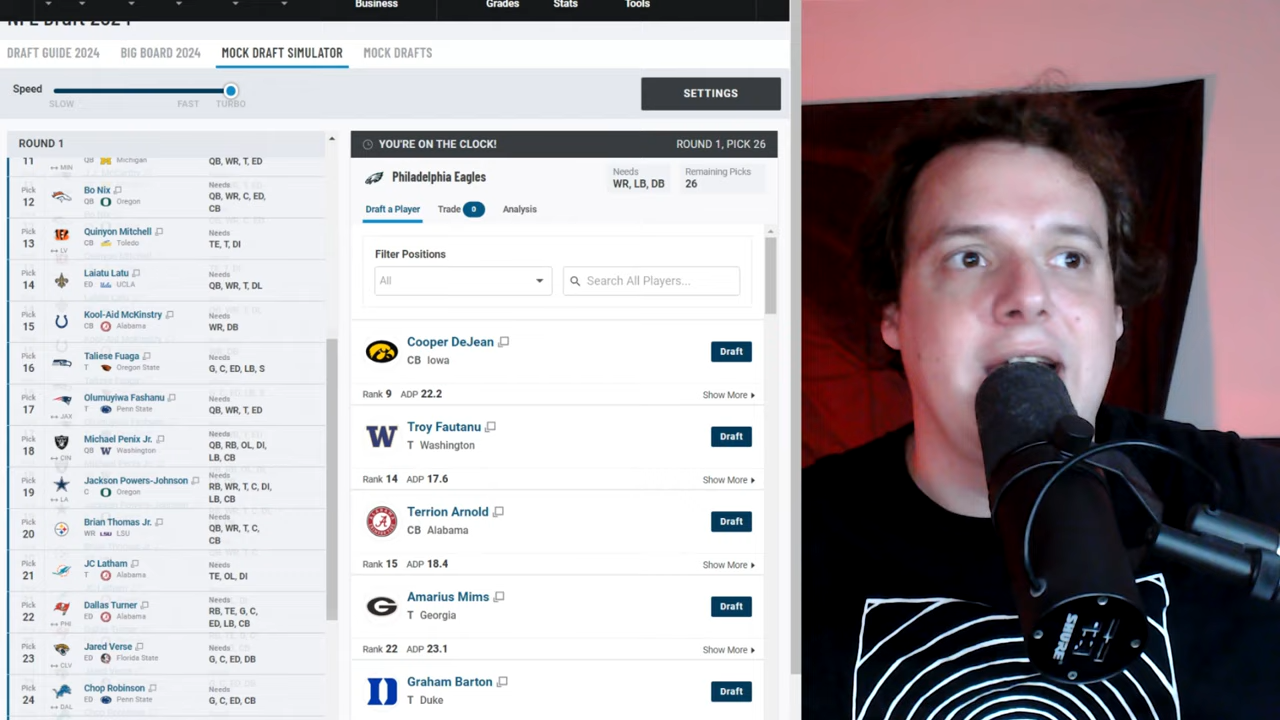 Business Grades Stats Tools
NFL Draft 2024
DRAFT GUIDE 2024 BIG BOARD 2024 MOCK DRAFT SIMULATOR MOCK DRAFTS
Speed
SLOW FAST TURBO
SETTINGS
ROUND 1
11 MIN QB Michigan QB, WR, T, ED
Pick 12 Bo Nix QB Oregon Needs QB, WR, C, ED, CB
Pick 13 LV Quinyon Mitchell CB Toledo Needs TE, T, DI
Pick 14 Laiatu Latu ED UCLA Needs QB, WR, T, DL
Pick 15 Kool-Aid McKinstry CB Alabama Needs WR, DB
Pick 16 Taliese Fuaga T Oregon State Needs G, C, ED, LB, S
Pick 17 JAX Olumuyiwa Fashanu T Penn State Needs QB, WR, T, ED
Pick 18 CIN Michael Penix Jr. QB Washington Needs QB, RB, OL, DI, LB, CB
Pick 19 LA Jackson Powers-Johnson C Oregon Needs RB, WR, T, C, DI, LB, CB
Pick 20 Brian Thomas Jr. WR LSU Needs QB, WR, T, C, CB
Pick 21 JC Latham T Alabama Needs TE, OL, DI
Pick 22 PHI Dallas Turner ED Alabama Needs RB, TE, G, C, ED, LB, CB
Pick 23 CLV Jared Verse ED Florida State Needs G, C, ED, DB
Pick 24 DAL Chop Robinson ED Penn State Needs G, C, ED, CB
YOU'RE ON THE CLOCK! ROUND 1, PICK 26
Philadelphia Eagles
Needs WR, LB, DB
Remaining Picks 26
Draft a Player Trade 0 Analysis
Filter Positions
All Search All Players...
Cooper DeJean
CB Iowa
Draft
Rank 9 ADP 22.2 Show More
Troy Fautanu
W T Washington
Draft
Rank 14 ADP 17.6 Show More
Terrion Arnold
CB Alabama
Draft
Rank 15 ADP 18.4 Show More
Amarius Mims
G T Georgia
Draft
Rank 22 ADP 23.1 Show More
Graham Barton
D T Duke
Draft
SHURE